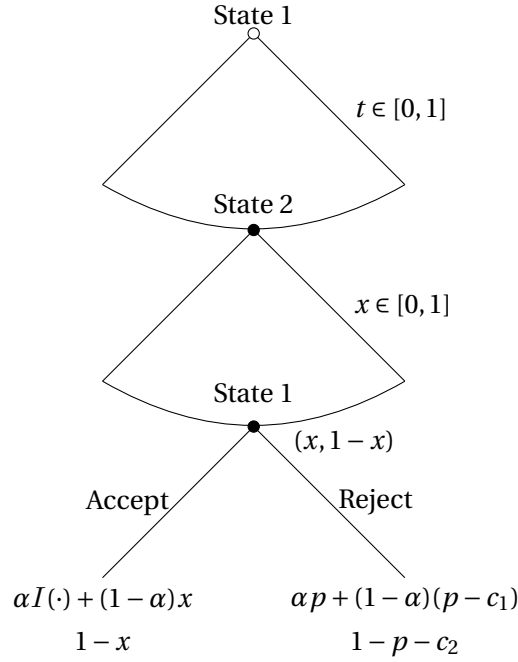 State 1
t ∈ [0, 1]
State 2
x ∈ [0, 1]
State 1
(x, 1 − x)
Accept
Reject
αI(·) + (1 − α)x
αp + (1 − α)(p − c₁)
1 − x
1 − p − c₂